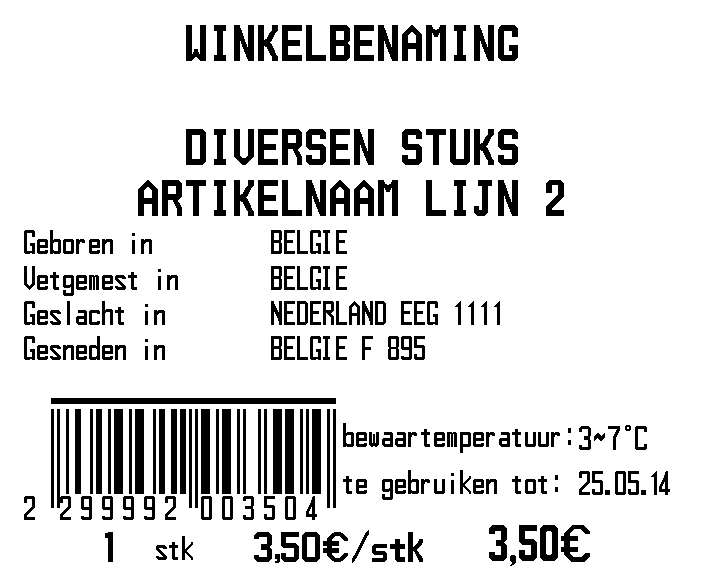 WINKELBENAMING
DIVERSEN STUKS
ARTIKELNAAM LIJN 2
Geboren in BELGIE
Vetgemest in BELGIE
Geslacht in NEDERLAND EEG 1111
Gesneden in BELGIE F 895
bewaartemperatuur:3~7°C
te gebruiken tot: 25.05.14
2 299992 003504
1 stk 3,50€/stk 3,50€